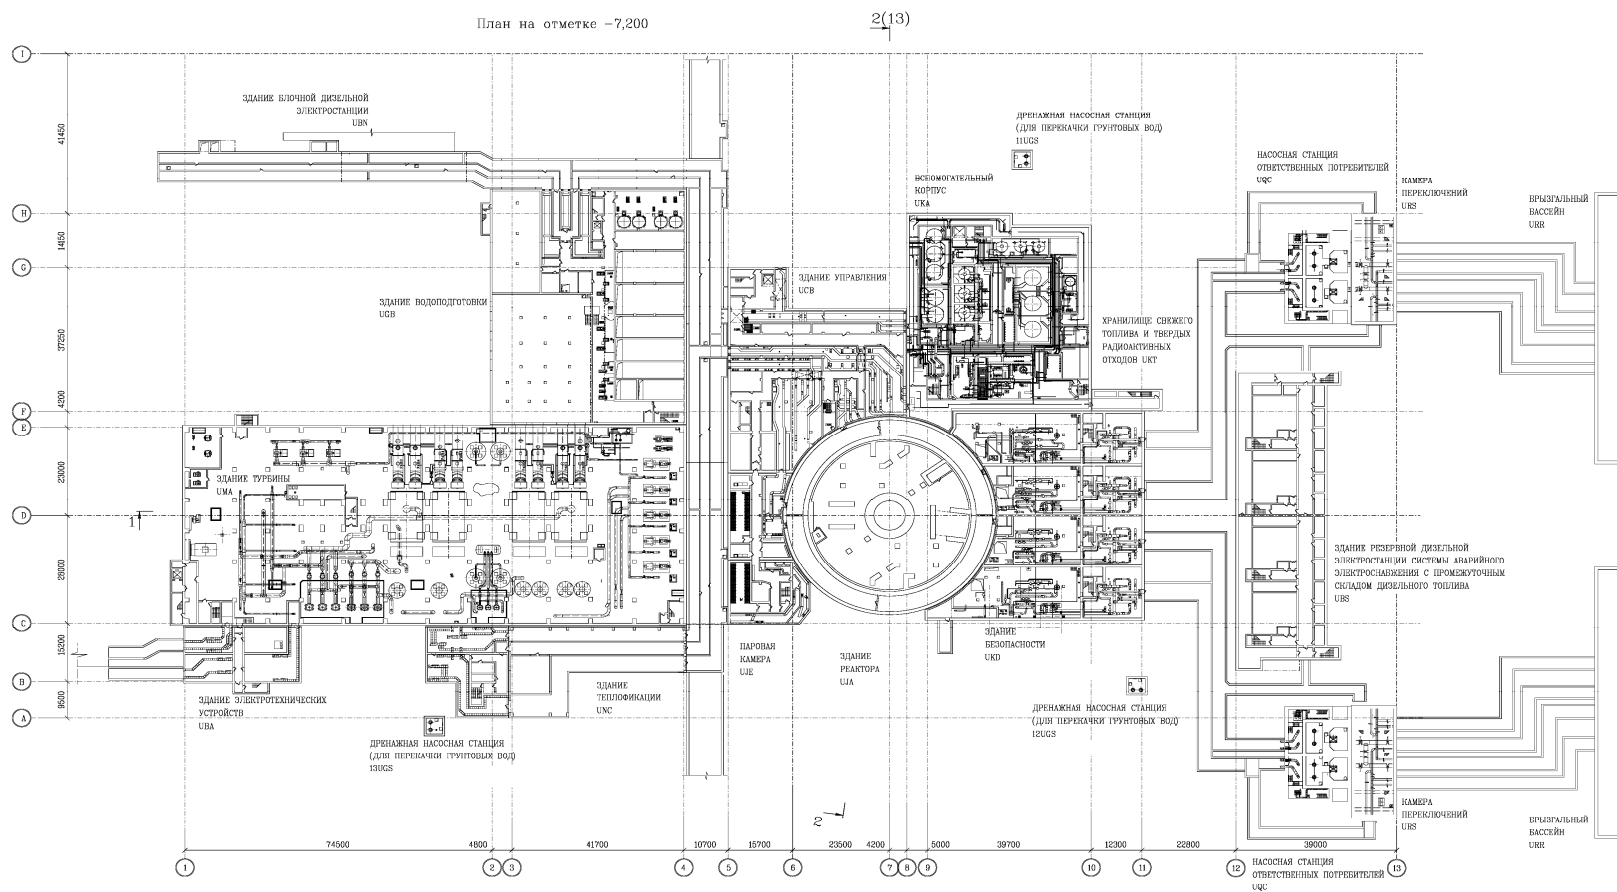 План на отметке -7,200
2(13)
I
41450
ЗДАНИЕ БЛОЧНОЙ ДИЗЕЛЬНОЙ
ЭЛЕКТРОСТАНЦИИ
UBN
ДРЕНАЖНАЯ НАСОСНАЯ СТАНЦИЯ
(ДЛЯ ПЕРЕКАЧКИ ГРУНТОВЫХ ВОД)
11UGS
НАСОСНАЯ СТАНЦИЯ
ОТВЕТСТВЕННЫХ ПОТРЕБИТЕЛЕЙ
UQC
ВСПОМОГАТЕЛЬНЫЙ
КОРПУС
UKA
КАМЕРА
ПЕРЕКЛЮЧЕНИЙ
URS
БРЫЗГАЛЬНЫЙ
БАССЕЙН
URR
H
14450
G
ЗДАНИЕ УПРАВЛЕНИЯ
UCB
ЗДАНИЕ ВОДОПОДГОТОВКИ
UGB
ХРАНИЛИЩЕ СВЕЖЕГО
ТОПЛИВА И ТВЕРДЫХ
РАДИОАКТИВНЫХ
ОТХОДОВ UKT
37250
4200
F
E
23000
ЗДАНИЕ ТУРБИНЫ
UMA
D
1
26000
ЗДАНИЕ РЕЗЕРВНОЙ ДИЗЕЛЬНОЙ
ЭЛЕКТРОСТАНЦИИ СИСТЕМЫ АВАРИЙНОГО
ЭЛЕКТРОСНАБЖЕНИЯ С ПРОМЕЖУТОЧНЫМ
СКЛАДОМ ДИЗЕЛЬНОГО ТОПЛИВА
UBS
C
15200
ПАРОВАЯ
КАМЕРА
UJE
ЗДАНИЕ
РЕАКТОРА
UJA
ЗДАНИЕ
БЕЗОПАСНОСТИ
UKD
B
9500
A
ЗДАНИЕ ЭЛЕКТРОТЕХНИЧЕСКИХ
УСТРОЙСТВ
UBA
ЗДАНИЕ
ТЕПЛОФИКАЦИИ
UNC
ДРЕНАЖНАЯ НАСОСНАЯ СТАНЦИЯ
(ДЛЯ ПЕРЕКАЧКИ ГРУНТОВЫХ ВОД)
12UGS
ДРЕНАЖНАЯ НАСОСНАЯ СТАНЦИЯ
(ДЛЯ ПЕРЕКАЧКИ ГРУНТОВЫХ ВОД)
13UGS
КАМЕРА
ПЕРЕКЛЮЧЕНИЙ
URS
БРЫЗГАЛЬНЫЙ
БАССЕЙН
URR
2
74500 4800 41700 10700 15700 23500 4200 5000 39700 12300 22800 39000
1 2 3 4 5 6 7 8 9 10 11 12 13
НАСОСНАЯ СТАНЦИЯ
ОТВЕТСТВЕННЫХ ПОТРЕБИТЕЛЕЙ
UQC